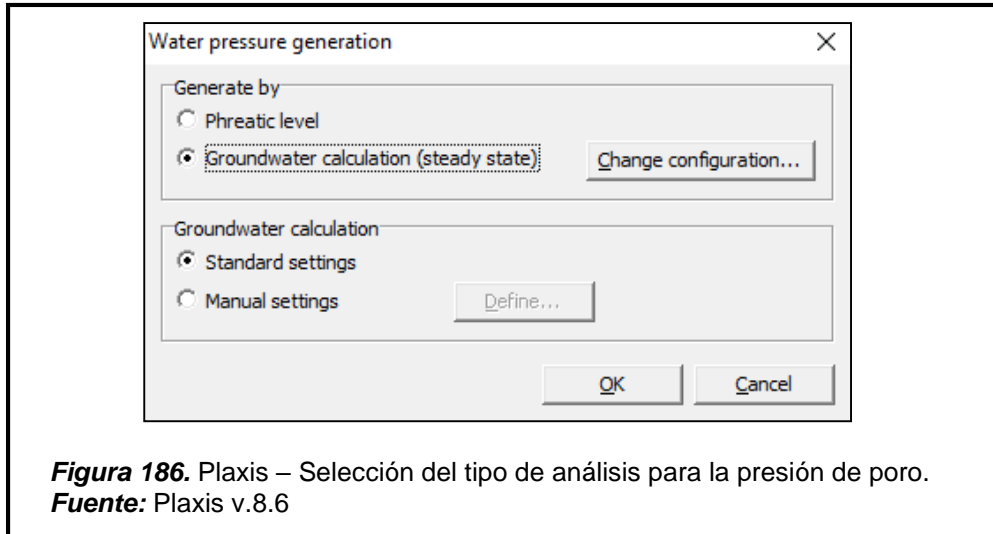 Water pressure generation
Generate by
Phreatic level
Groundwater calculation (steady state)
Change configuration...
Groundwater calculation
Standard settings
Manual settings
Define...
OK
Cancel
Figura 186. Plaxis – Selección del tipo de análisis para la presión de poro.
Fuente: Plaxis v.8.6